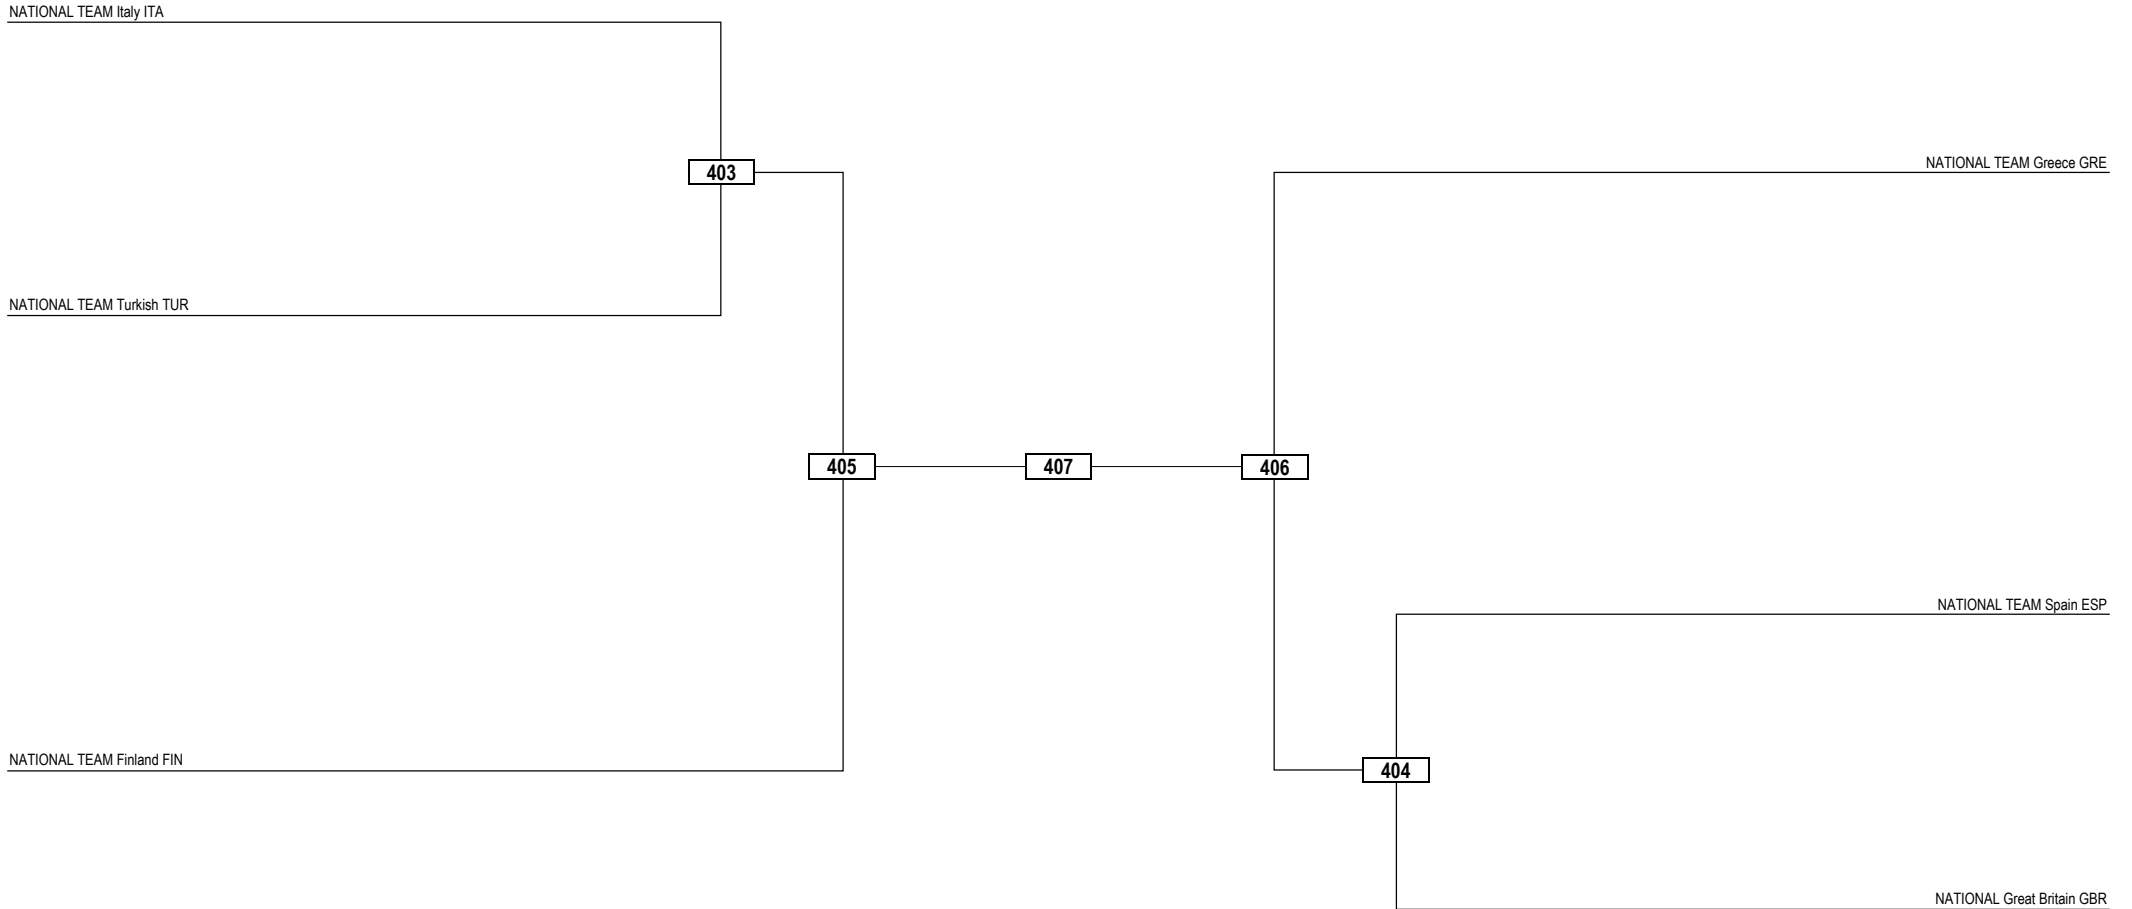 NATIONAL TEAM Italy ITA
403
NATIONAL TEAM Greece GRE
NATIONAL TEAM Turkish TUR
405
407
406
NATIONAL TEAM Spain ESP
NATIONAL TEAM Finland FIN
404
NATIONAL Great Britain GBR